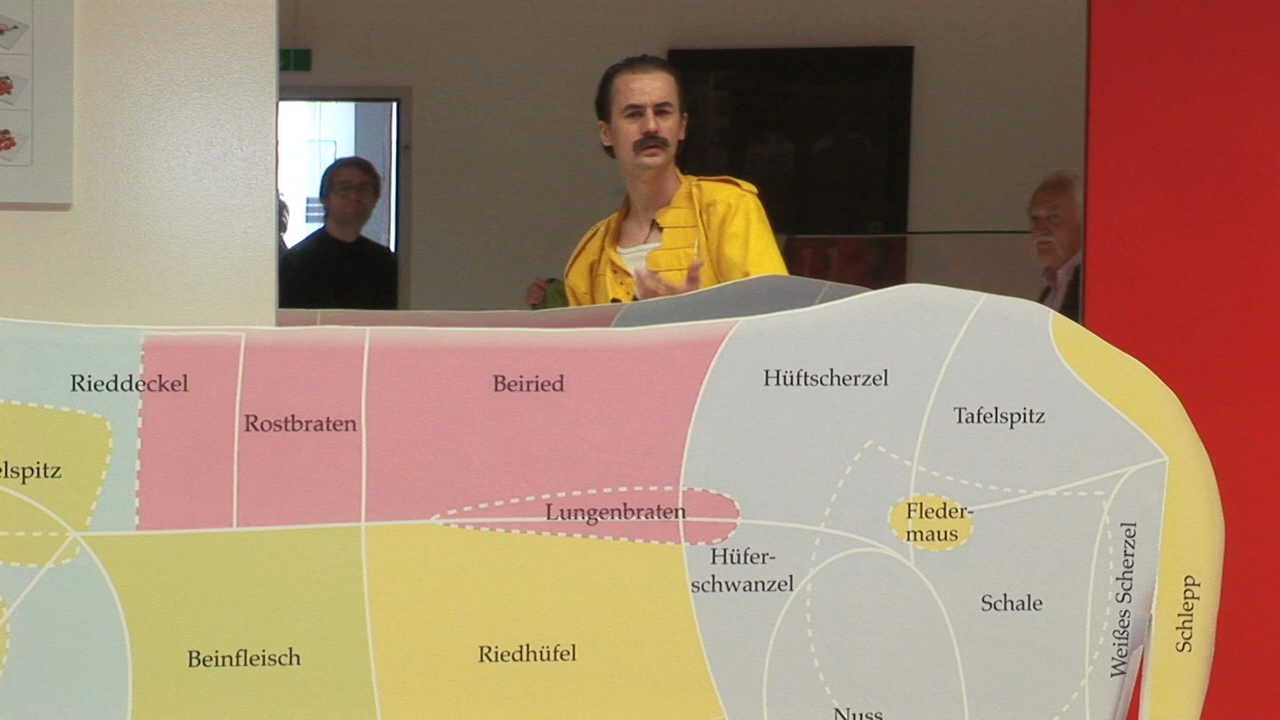 Rieddeckel
Beiried
Hüftscherzel
Rostbraten
Tafelspitz
elspitz
Lungenbraten
Fleder-
maus
Hüfer-
schwanzel
Schale
Weißes Scherzel
Schlepp
Beinfleisch
Riedhüfel
Nuss